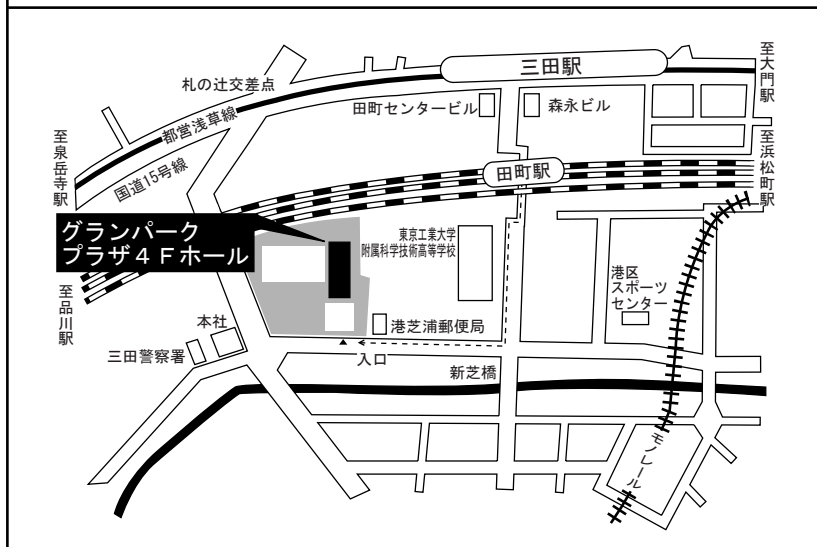 三田駅
至大門駅
札の辻交差点
田町センタービル
森永ビル
都営浅草線
至泉岳寺駅
国道15号線
至浜松町駅
田町駅
グランパーク
プラザ４Ｆホール
東京工業大学
附属科学技術高等学校
港区
スポーツ
センター
至品川駅
本社
港芝浦郵便局
三田警察署
入口
新芝橋
モノレール